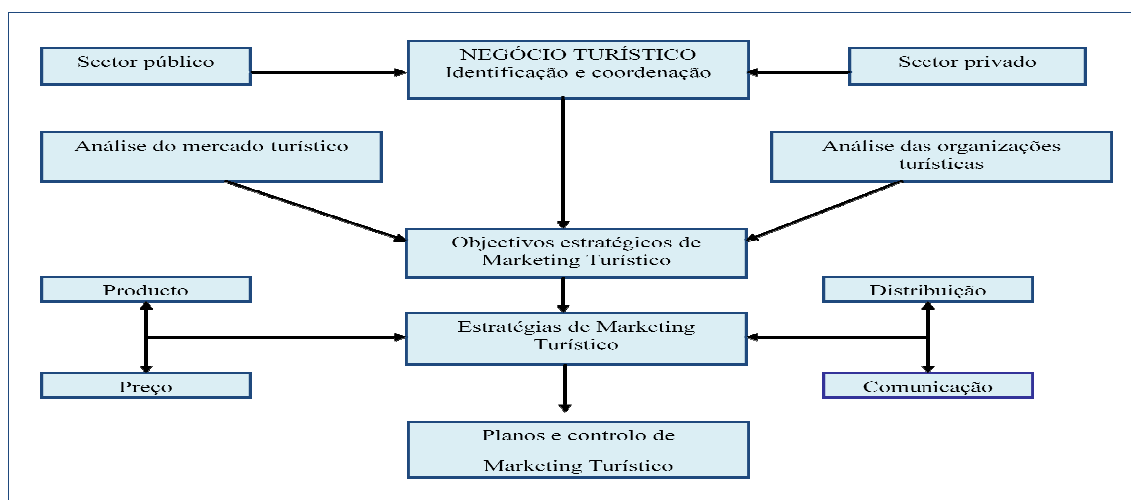 Sector público
NEGÓCIO TURÍSTICO
Identificação e coordenação
Sector privado
Análise do mercado turístico
Análise das organizações
turísticas
Objectivos estratégicos de
Marketing Turístico
Producto
Distribuição
Estratégias de Marketing
Turístico
Preço
Comunicação
Planos e controlo de
Marketing Turístico